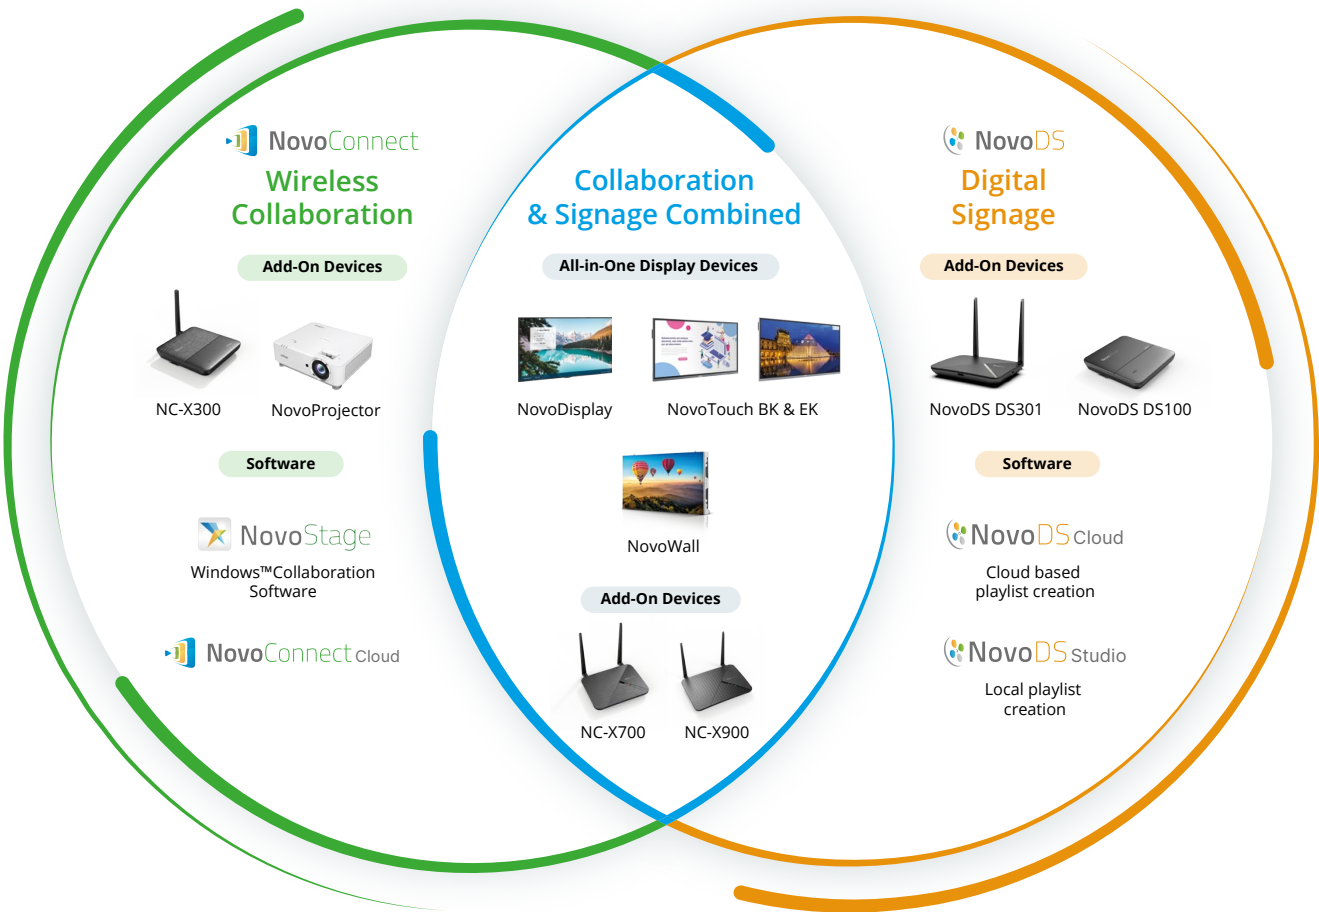 NovoConnect
Wireless
Collaboration
Add-On Devices
NC-X300
NovoProjector
Software
NovoStage
Windows™Collaboration
Software
NovoConnect Cloud
Collaboration
& Signage Combined
All-in-One Display Devices
NovoDisplay
NovoTouch BK & EK
NovoWall
Add-On Devices
NC-X700
NC-X900
NovoDS
Digital
Signage
Add-On Devices
NovoDS DS301
NovoDS DS100
Software
NovoDS Cloud
Cloud based
playlist creation
NovoDS Studio
Local playlist
creation